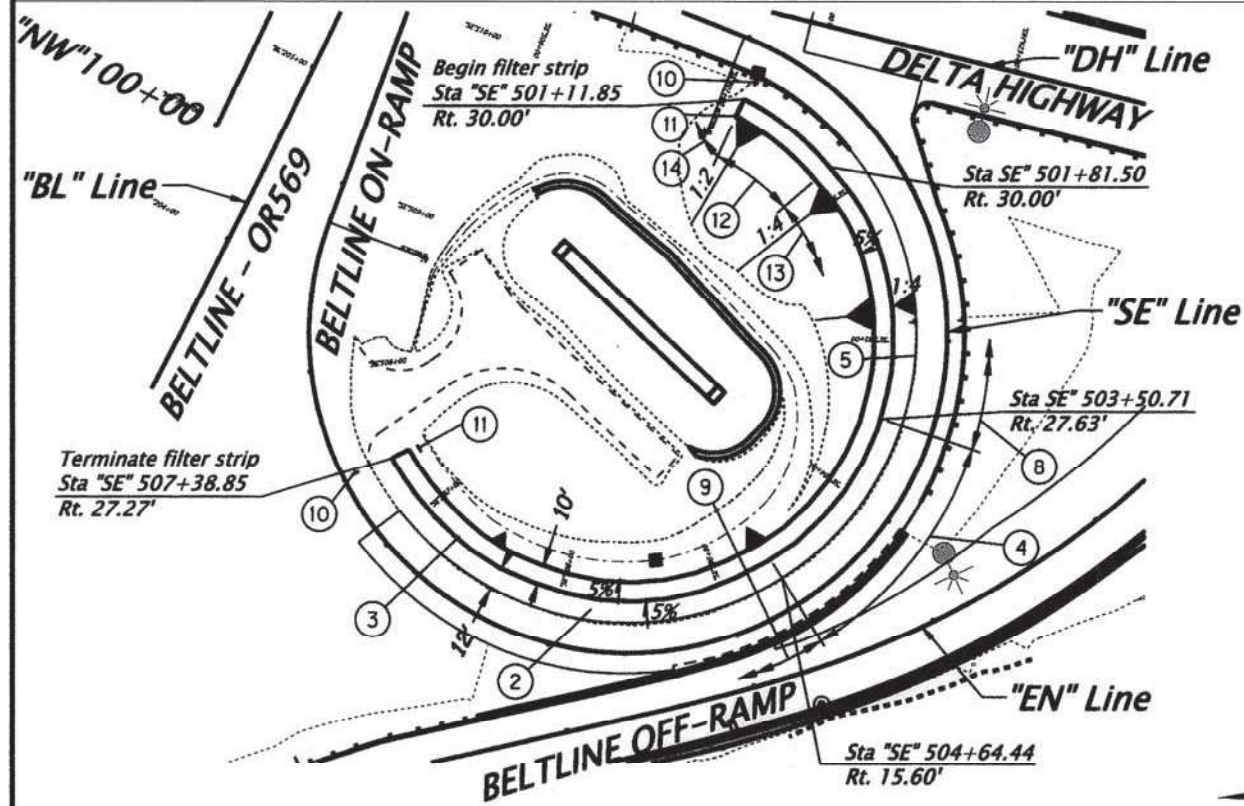 "NW"100+00
"BL" Line
BELTLINE - OR569
BELTLINE ON-RAMP
Begin filter strip
Sta "SE" 501+11.85
Rt. 30.00'
10
11
14
1:2
12
1:4
13
5%
1:4
5
DELTA HIGHWAY
"DH" Line
Sta SE" 501+81.50
Rt. 30.00'
"SE" Line
Sta SE" 503+50.71
Rt. 27.63'
8
4
9
11
Terminate filter strip
Sta "SE" 507+38.85
Rt. 27.27'
10
3
12'
10'
5%
5%
2
"EN" Line
BELTLINE OFF-RAMP
Sta "SE" 504+64.44
Rt. 15.60'